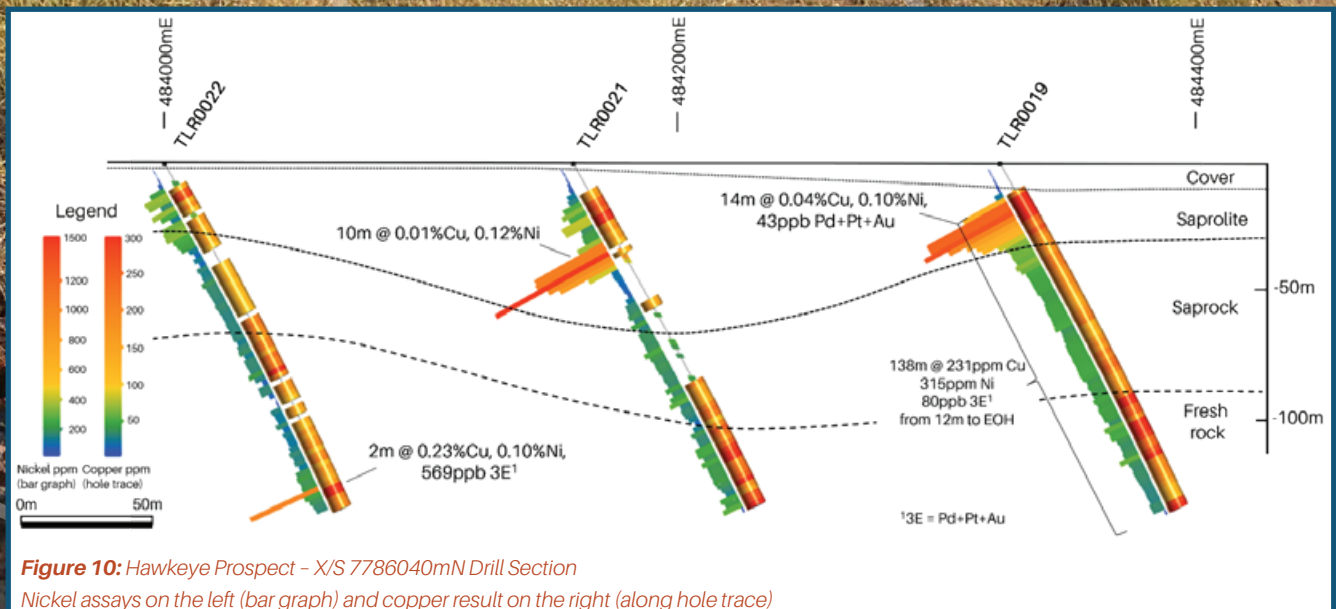 484000mE
TLR0022
TLR0021
484200mE
TLR0019
484400mE
Cover
Saprolite
Saprock
Fresh
rock
-50m
-100m
Legend
1500
1200
1000
800
600
400
200
300
250
200
150
100
50
Nickel ppm
(bar graph)
Copper ppm
(hole trace)
0m
50m
10m @ 0.01%Cu, 0.12%Ni
14m @ 0.04%Cu, 0.10%Ni,
43ppb Pd+Pt+Au
2m @ 0.23%Cu, 0.10%Ni,
569ppb 3E¹
138m @ 231ppm Cu
315ppm Ni
80ppb 3E¹
from 12m to EOH
¹3E = Pd+Pt+Au
Figure 10: Hawkeye Prospect – X/S 7786040mN Drill Section
Nickel assays on the left (bar graph) and copper result on the right (along hole trace)